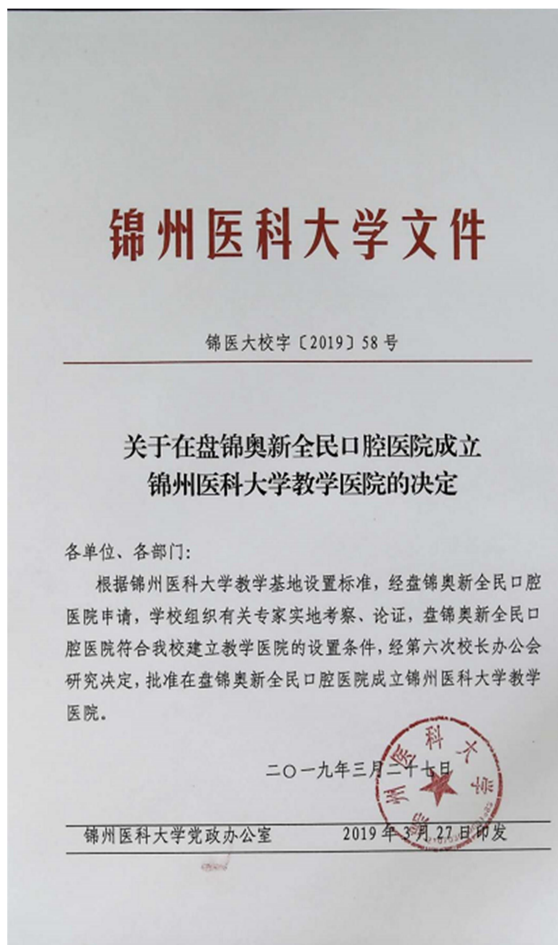 锦州医科大学文件
锦医大校字〔2019〕58号
关于在盘锦奥新全民口腔医院成立
锦州医科大学教学医院的决定
各单位、各部门：
根据锦州医科大学教学基地设置标准，经盘锦奥新全民口腔
医院申请，学校组织有关专家实地考察、论证，盘锦奥新全民口
腔医院符合我校建立教学医院的设置条件，经第六次校长办公会
研究决定，批准在盘锦奥新全民口腔医院成立锦州医科大学教学
医院。
二〇一九年三月二十七日
锦州医科大学
锦州医科大学党政办公室 2019年3月27日印发